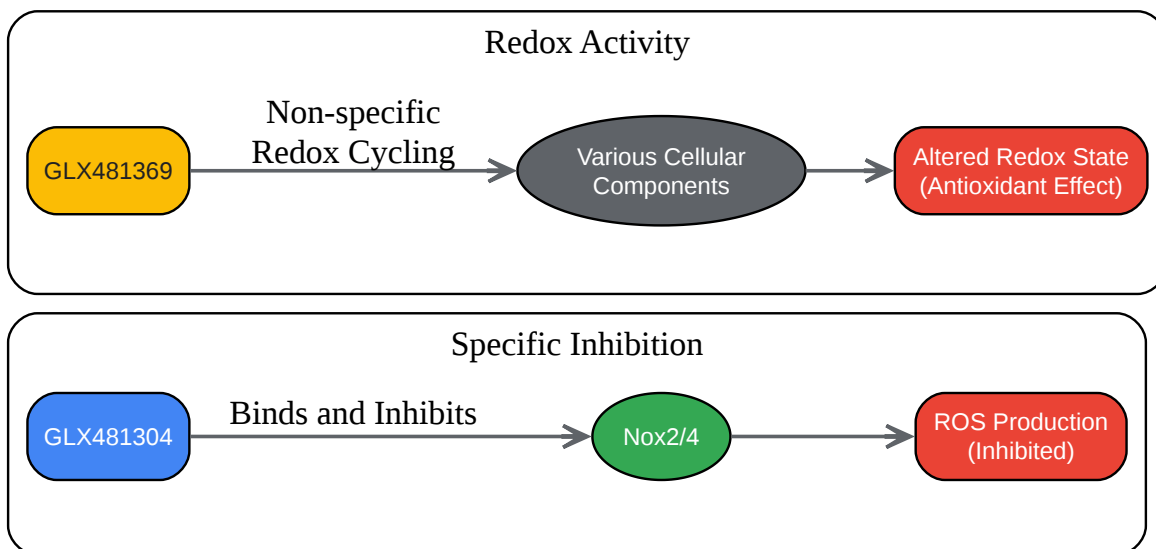 Redox Activity
Non-specific
Redox Cycling
GLX481369
Various Cellular
Components
Altered Redox State
(Antioxidant Effect)
Specific Inhibition
Binds and Inhibits
GLX481304
Nox2/4
ROS Production
(Inhibited)